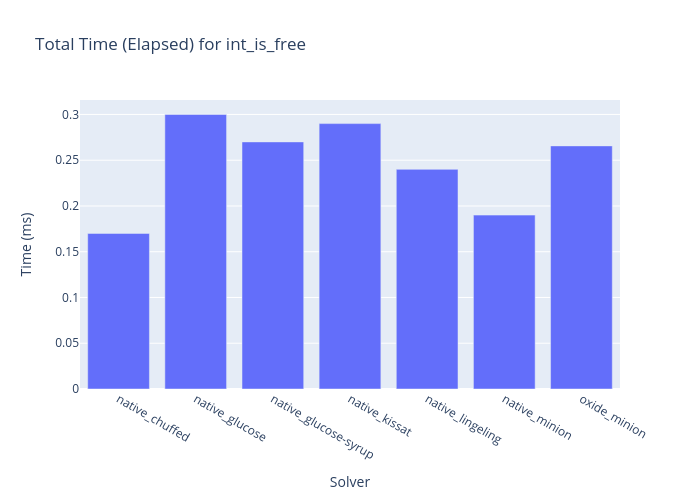 Total Time (Elapsed) for int_is_free
Time (ms)
0.3
0.25
0.2
0.15
0.1
0.05
0
native_chuffed
native_glucose
native_glucose-syrup
native_kissat
native_lingeling
native_minion
oxide_minion
Solver